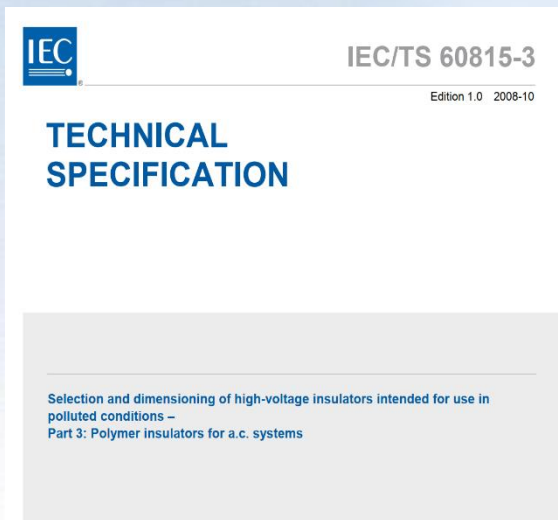 IEC
®
IEC/TS 60815-3
Edition 1.0 2008-10
TECHNICAL
SPECIFICATION
Selection and dimensioning of high-voltage insulators intended for use in
polluted conditions –
Part 3: Polymer insulators for a.c. systems